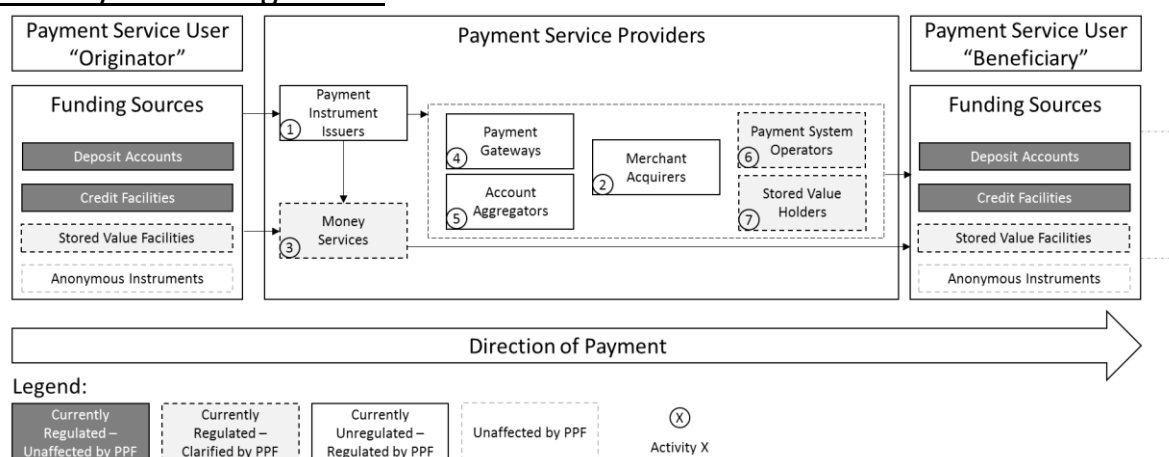 Payment Service User
"Originator"
Funding Sources
Deposit Accounts
Credit Facilities
Stored Value Facilities
Anonymous Instruments
Payment Service Providers
Payment
Instrument
Issuers
1
Money
Services
3
Payment
Gateways
4
Account
Aggregators
5
Merchant
Acquirers
2
Payment System
Operators
6
Stored Value
Holders
7
Payment Service User
"Beneficiary"
Funding Sources
Deposit Accounts
Credit Facilities
Stored Value Facilities
Anonymous Instruments
Direction of Payment
Legend:
Currently
Regulated –
Unaffected by PPF
Currently
Regulated –
Clarified by PPF
Currently
Unregulated –
Regulated by PPF
Unaffected by PPF
X
Activity X